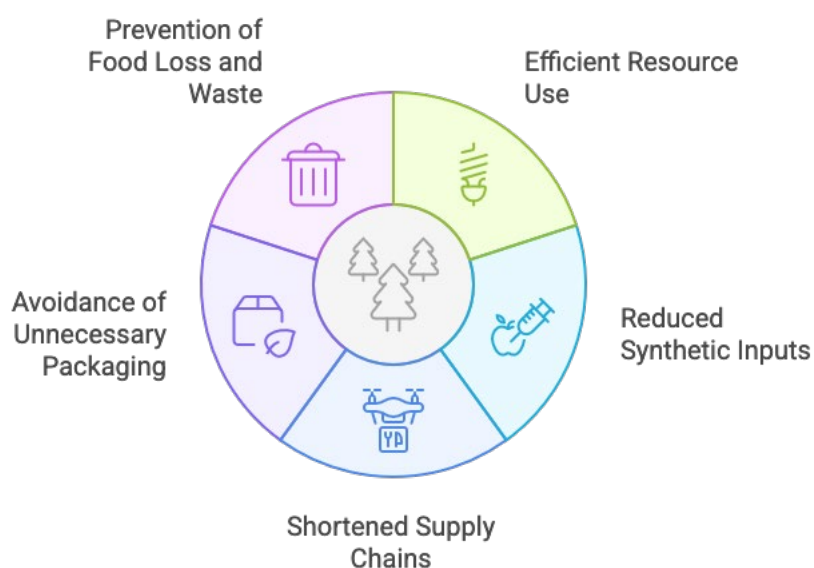 Prevention of
Food Loss and
Waste
Efficient Resource
Use
Avoidance of
Unnecessary
Packaging
Reduced
Synthetic Inputs
Shortened Supply
Chains